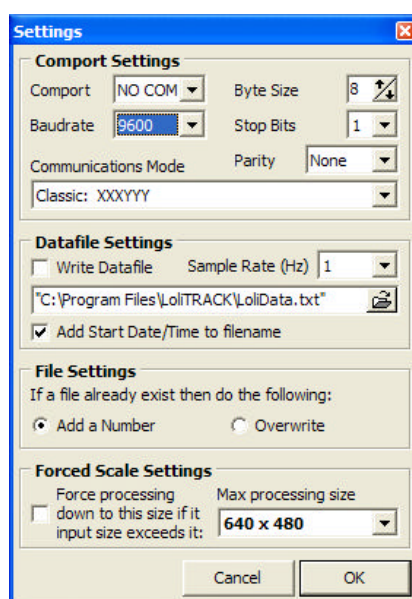 Settings
Comport Settings
Comport NO COM Byte Size 8
Baudrate 9600 Stop Bits 1
Communications Mode Parity None
Classic: XXXYYY
Datafile Settings
Write Datafile Sample Rate (Hz) 1
"C:\Program Files\LoliTRACK\LoliData.txt"
Add Start Date/Time to filename
File Settings
If a file already exist then do the following:
Add a Number Overwrite
Forced Scale Settings
Force processing Max processing size
down to this size if it
input size exceeds it: 640 x 480
Cancel OK